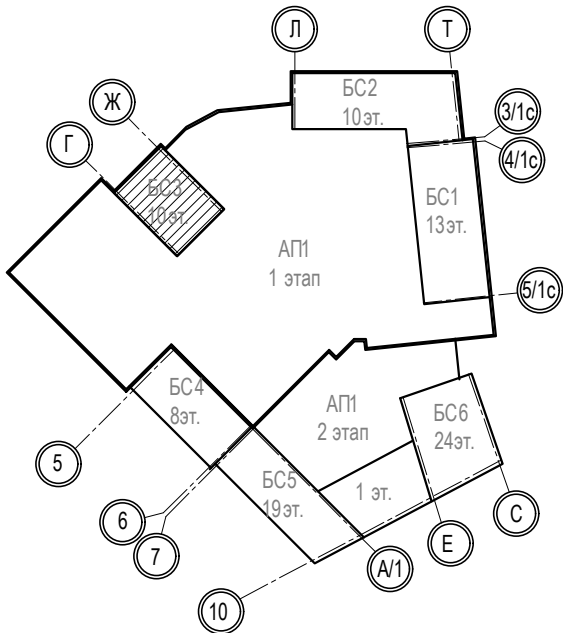 Л
Т
Ж
БС2
10эт.
3/1с
Г
4/1с
БС3
10эт.
БС1
13эт.
АП1
1 этап
5/1с
БС4
8эт.
АП1
2 этап
БС6
24эт.
5
БС5
19эт.
1 эт.
6
7
Е
С
А/1
10